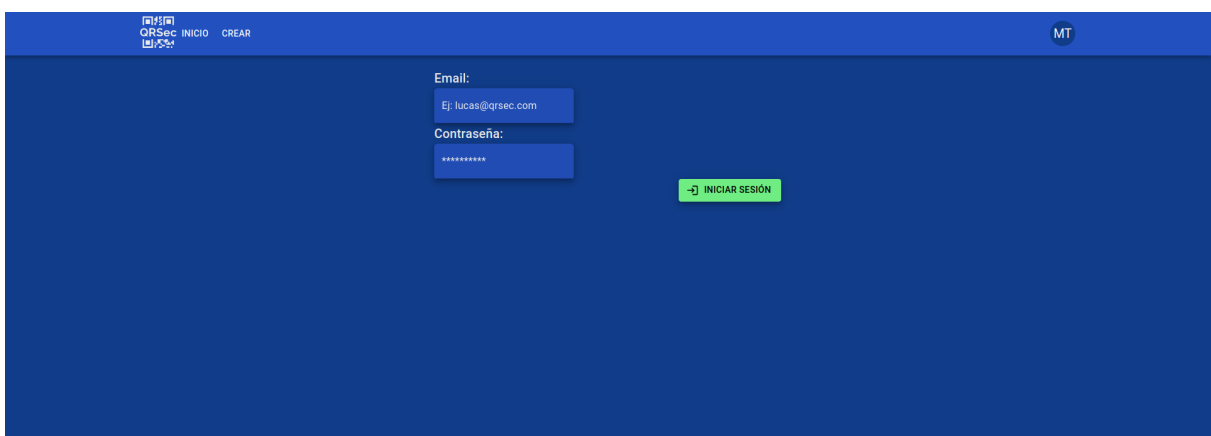 QRSec INICIO CREAR MT
Email:
Ej: lucas@qrsec.com
Contraseña:
**********
INICIAR SESIÓN